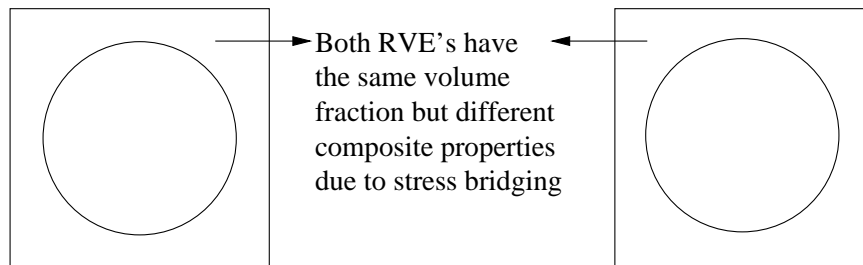 Both RVE's have
the same volume
fraction but different
composite properties
due to stress bridging